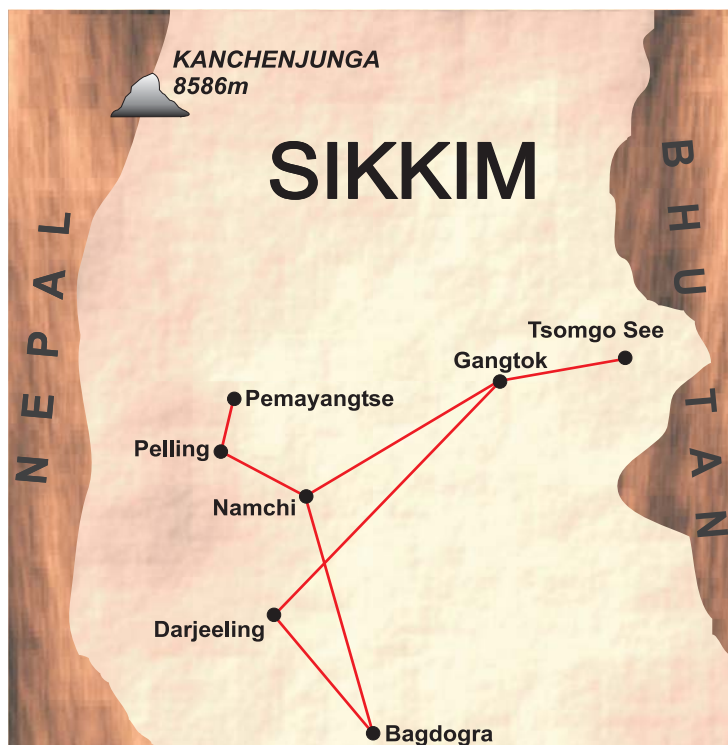 KANCHENJUNGA
8586m
SIKKIM
NEPAL
BHUTAN
Tsomgo See
Gangtok
Pemayangtse
Pelling
Namchi
Darjeeling
Bagdogra